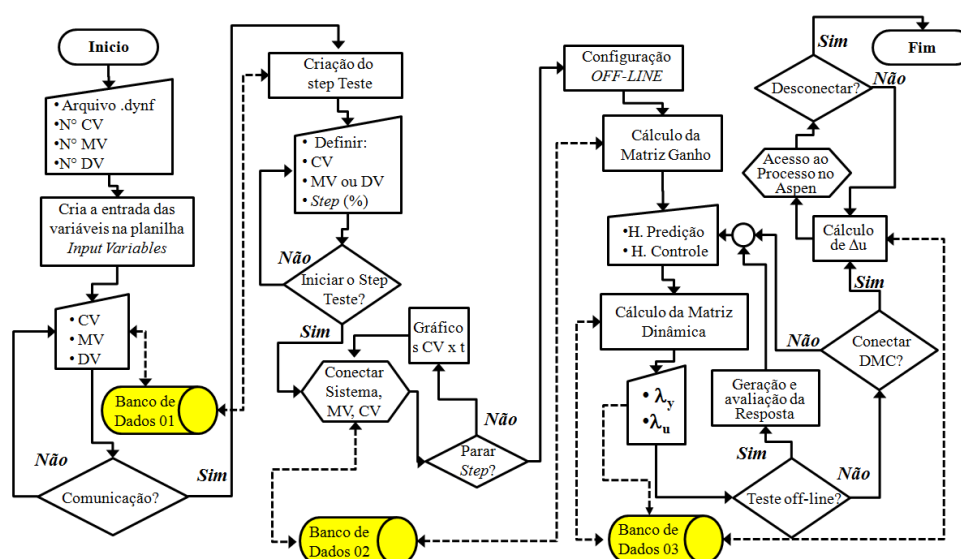 Inicio
•Arquivo .dynf
•N° CV
•N° MV
•N° DV
Cria a entrada das
variáveis na planilha
Input Variables
• CV
• MV
• DV
Banco de
Dados 01
Não
Comunicação?
Sim
Criação do
step Teste
• Definir:
• CV
• MV ou DV
• Step (%)
Não
Iniciar o Step
Teste?
Sim
Gráfico
s CV x t
Conectar
Sistema,
MV, CV
Não
Parar
Step?
Banco de
Dados 02
Configuração
OFF-LINE
Cálculo da
Matriz Ganho
• H. Predição
• H. Controle
Cálculo da Matriz
Dinâmica
• λy
•λu
Banco de
Dados 03
Geração e
avaliação da
Resposta
Sim
Teste off-line?
Não
Conectar
DMC?
Não
Sim
Cálculo
de Δu
Acesso ao
Processo no
Aspen
Desconectar?
Não
Sim
Fim